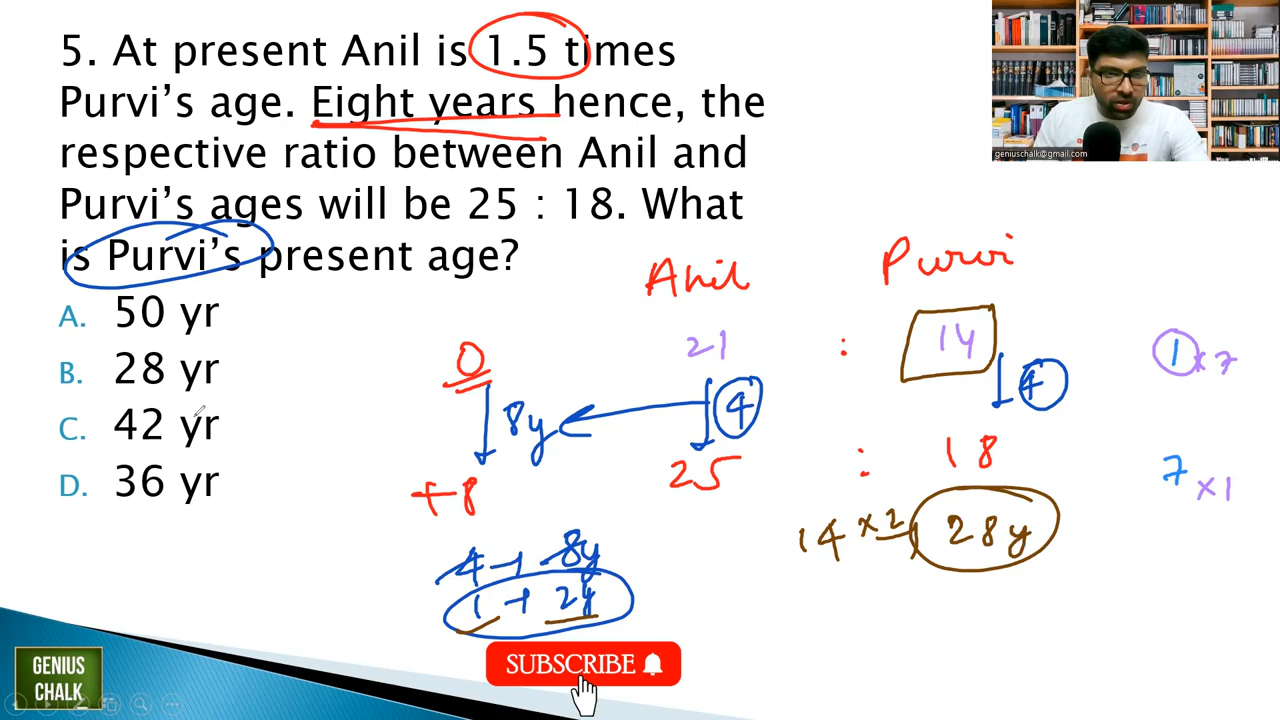 5. At present Anil is 1.5 times
Purvi's age. Eight years hence, the
respective ratio between Anil and
Purvi's ages will be 25 : 18. What
is Purvi's present age?
A. 50 yr
B. 28 yr
C. 42 yr
D. 36 yr
geniuschalk@gmail.com
Anil Purvi
0 21 : 14 1 x 7
8y 4 4
+8 25 : 18 7 x 1
14 x 2 → 28y
4 → 8y
1 → 2y
SUBSCRIBE
GENIUS
CHALK